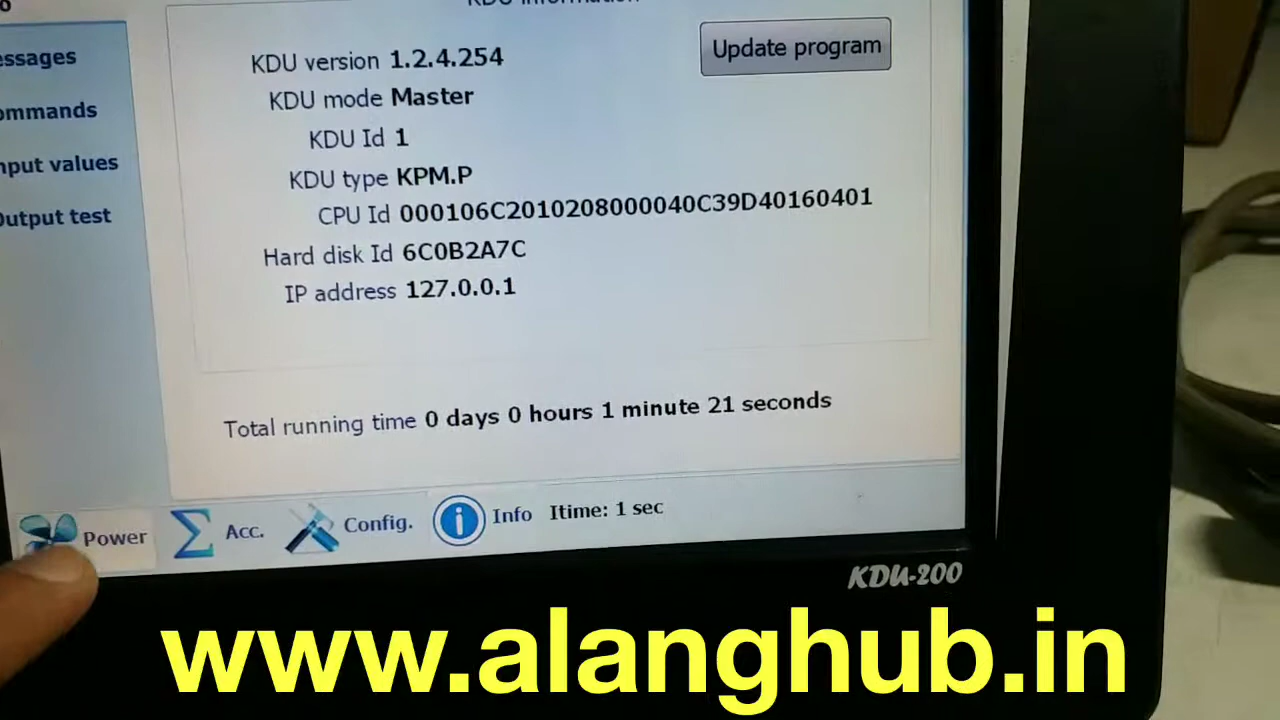 KDU information
essages
ommands
nput values
utput test
KDU version 1.2.4.254
Update program
KDU mode Master
KDU Id 1
KDU type KPM.P
CPU Id 000106C2010208000040C39D40160401
Hard disk Id 6C0B2A7C
IP address 127.0.0.1
Total running time 0 days 0 hours 1 minute 21 seconds
Power
Acc.
Config.
Info
Itime: 1 sec
KDU-200
www.alanghub.in